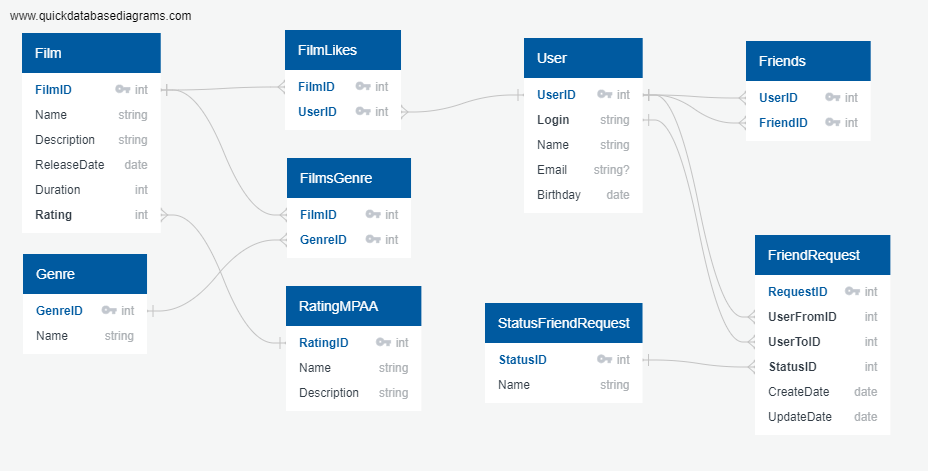 www.quickdatabasediagrams.com
Film
FilmID int
Name string
Description string
ReleaseDate date
Duration int
Rating int
FilmLikes
FilmID int
UserID int
User
UserID int
Login string
Name string
Email string?
Birthday date
Friends
UserID int
FriendID int
FilmsGenre
FilmID int
GenreID int
Genre
GenreID int
Name string
RatingMPAA
RatingID int
Name string
Description string
StatusFriendRequest
StatusID int
Name string
FriendRequest
RequestID int
UserFromID int
UserToID int
StatusID int
CreateDate date
UpdateDate date